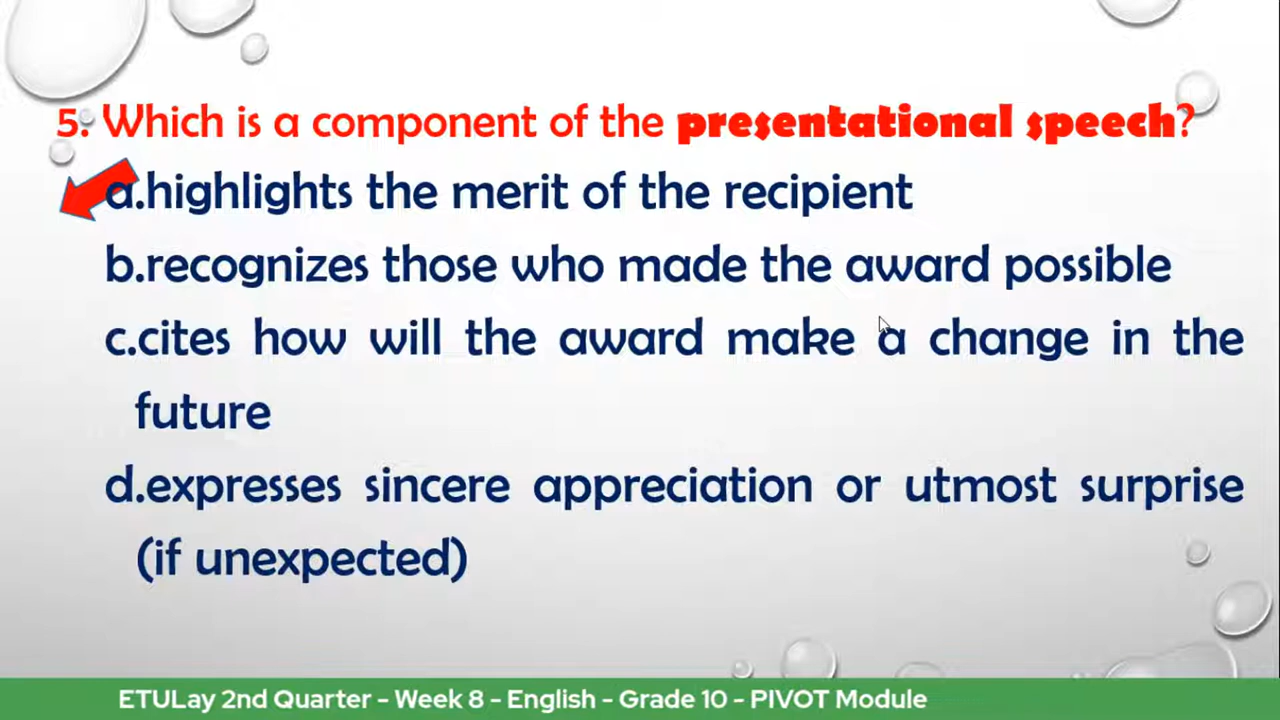 5. Which is a component of the presentational speech?
a.highlights the merit of the recipient
b.recognizes those who made the award possible
c.cites how will the award make a change in the
future
d.expresses sincere appreciation or utmost surprise
(if unexpected)
ETULay 2nd Quarter - Week 8 - English - Grade 10 - PIVOT Module